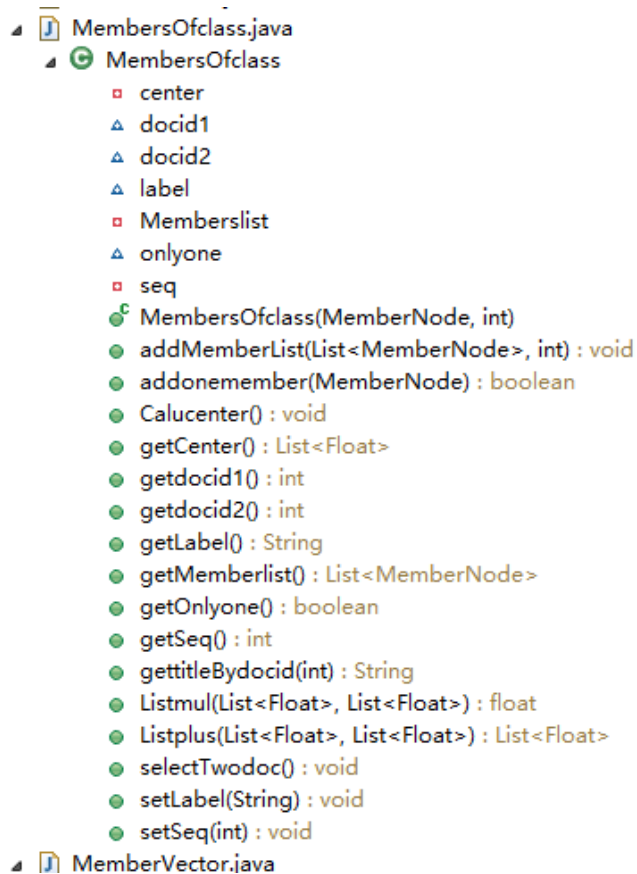 MembersOfclass.java
MembersOfclass
center
docid1
docid2
label
Memberslist
onlyone
seq
MembersOfclass(MemberNode, int)
addMemberList(List<MemberNode>, int) : void
addonemember(MemberNode) : boolean
Calucenter() : void
getCenter() : List<Float>
getdocid1() : int
getdocid2() : int
getLabel() : String
getMemberlist() : List<MemberNode>
getOnlyone() : boolean
getSeq() : int
gettitleBydocid(int) : String
Listmul(List<Float>, List<Float>) : float
Listplus(List<Float>, List<Float>) : List<Float>
selectTwodoc() : void
setLabel(String) : void
setSeq(int) : void
MemberVector.java